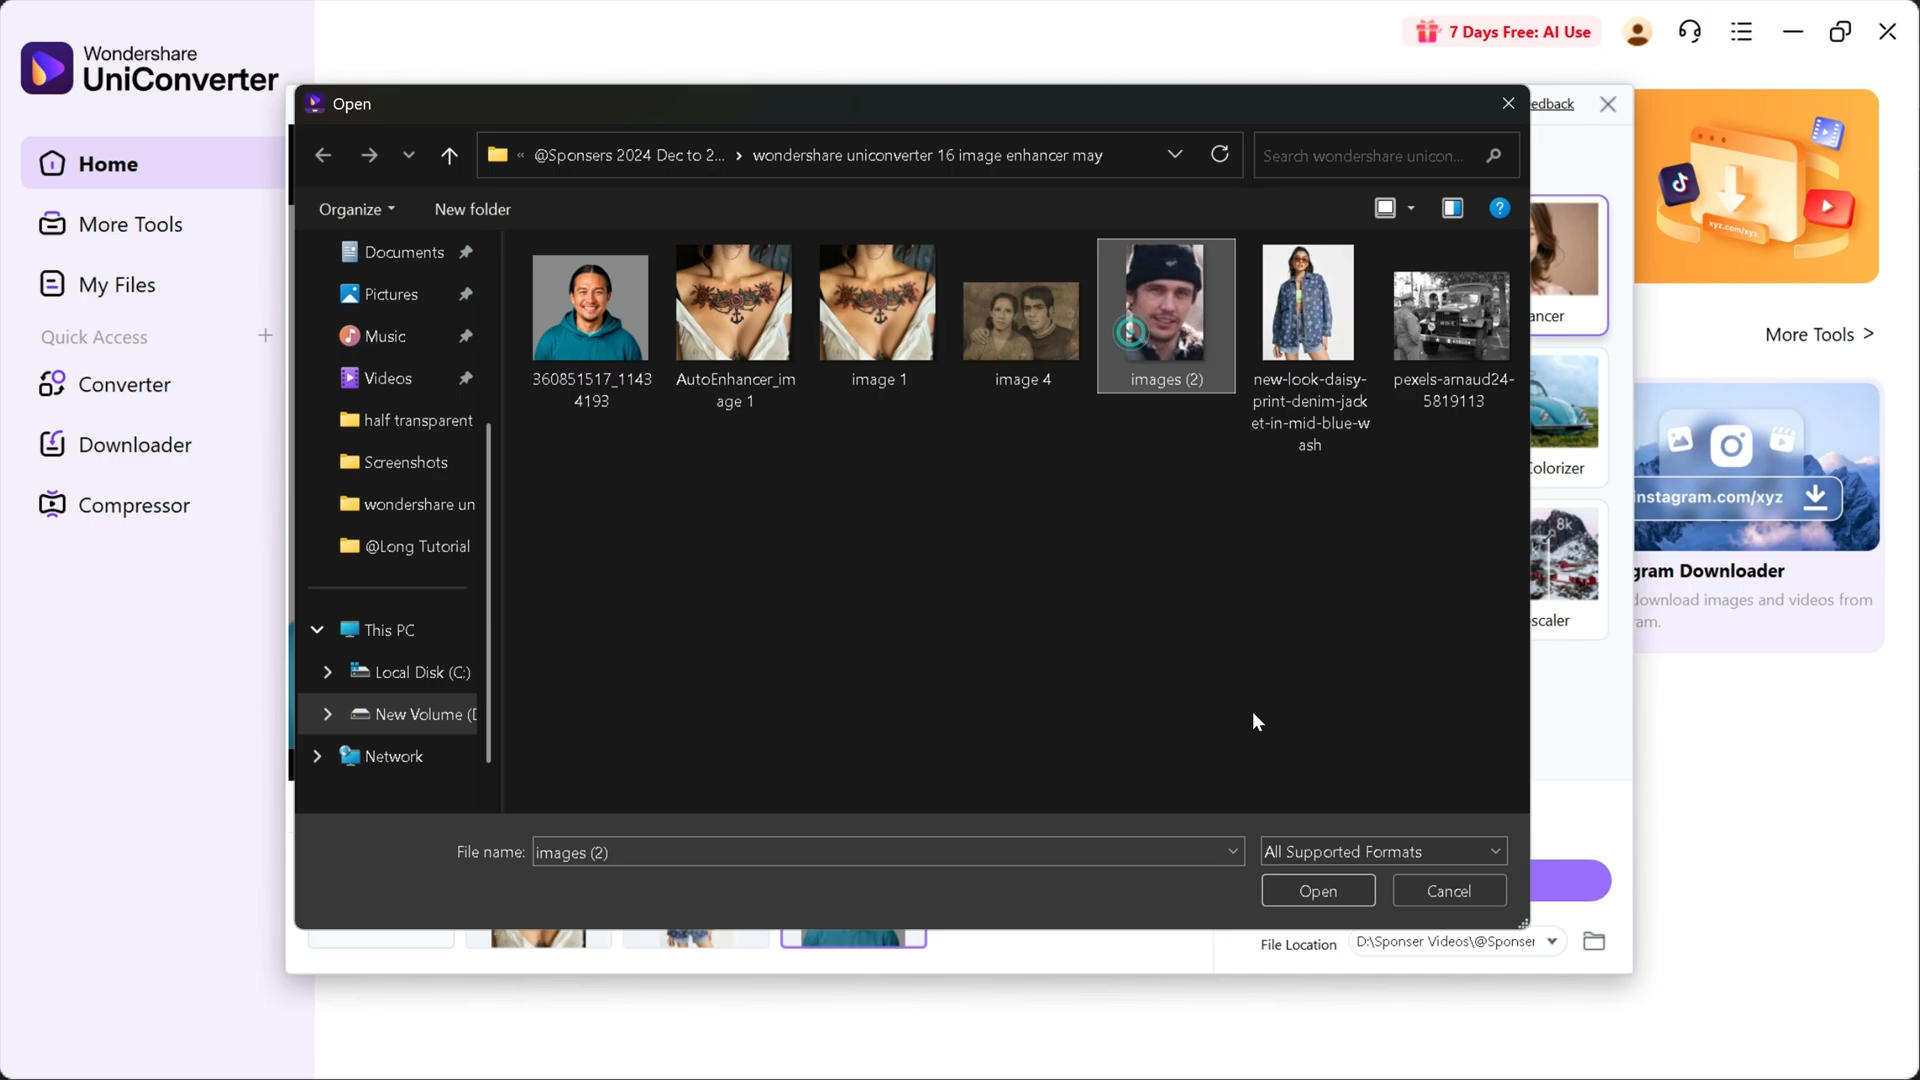 Wondershare
UniConverter
7 Days Free: AI Use
Home
More Tools
My Files
Quick Access
Converter
Downloader
Compressor
Open
edback
« @Sponsers 2024 Dec to 2... › wondershare uniconverter 16 image enhancer may
Search wondershare unicon...
Organize
New folder
Documents
Pictures
Music
Videos
half transparent
Screenshots
wondershare un
@Long Tutorial
This PC
Local Disk (C:)
New Volume (D
Network
360851517_1143
4193
AutoEnhancer_im
age 1
image 1
image 4
images (2)
new-look-daisy-
print-denim-jack
et-in-mid-blue-w
ash
pexels-arnaud24-
5819113
File name:
images (2)
All Supported Formats
Open
Cancel
ancer
Colorizer
8k
scaler
File Location
D:\Sponser Videos\@Sponser
xyz.com/xyz
More Tools >
instagram.com/xyz
gram Downloader
download images and videos from
am.